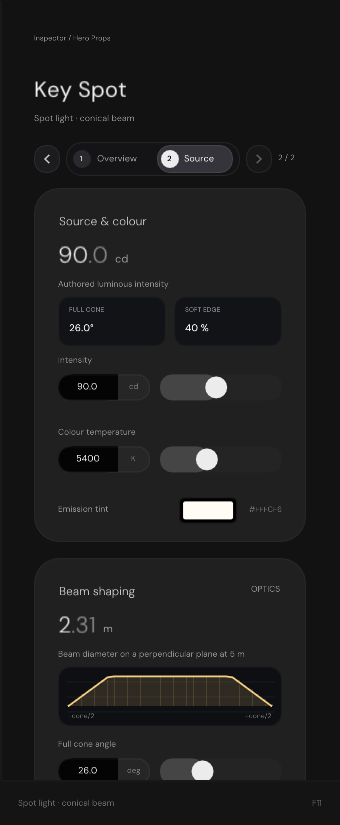 Inspector / Hero Props
Key Spot
Spot light · conical beam
1 Overview 2 Source 2 / 2
Source & colour
90.0 cd
Authored luminous intensity
FULL CONE SOFT EDGE
26.0° 40 %
Intensity
90.0 cd
Colour temperature
5400 K
Emission tint
Beam shaping OPTICS
2.31 m
Beam diameter on a perpendicular plane at 5 m
cone/2
Full cone angle
26.0 deg
Spot light · conical beam F11